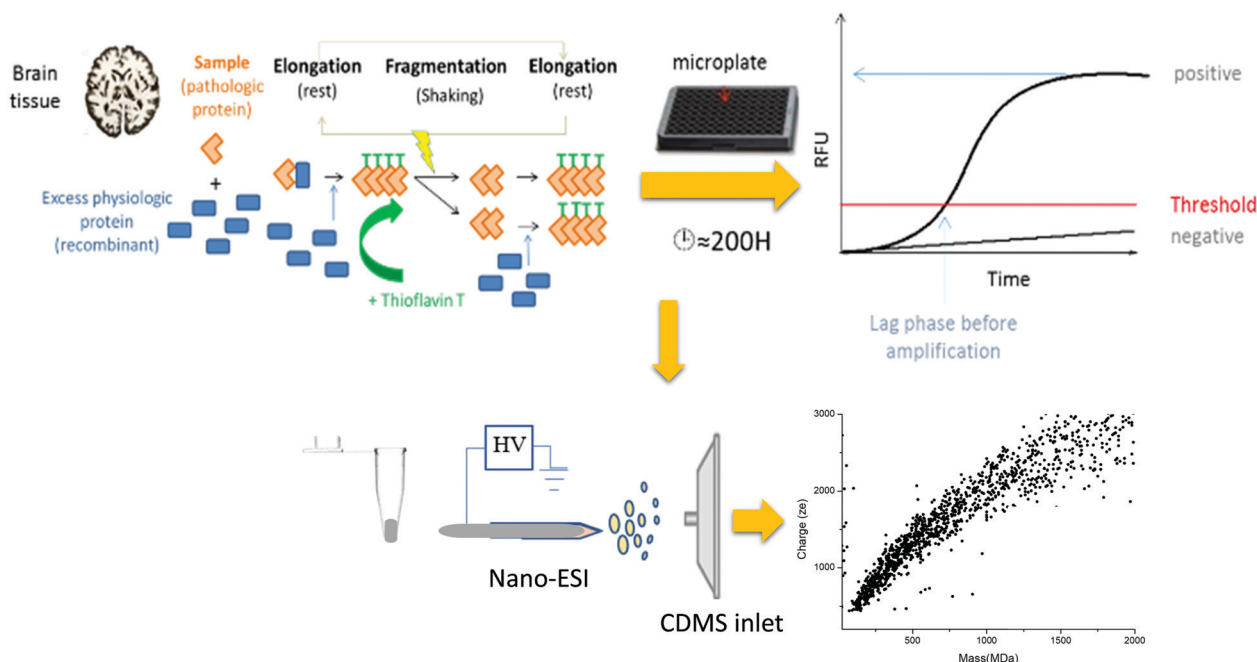 Brain
tissue
Sample
(pathologic
protein)
Elongation
(rest)
Fragmentation
(Shaking)
Elongation
(rest)
+
Excess physiologic
protein
(recombinant)
T T T T
T T T T
T T T T
+ Thioflavin T
microplate
≈200H
RFU
positive
Threshold
negative
Time
Lag phase before
amplification
HV
Nano-ESI
CDMS inlet
Charge (ze)
3000
2000
1000
500
1000
1500
2000
Mass(MDa)